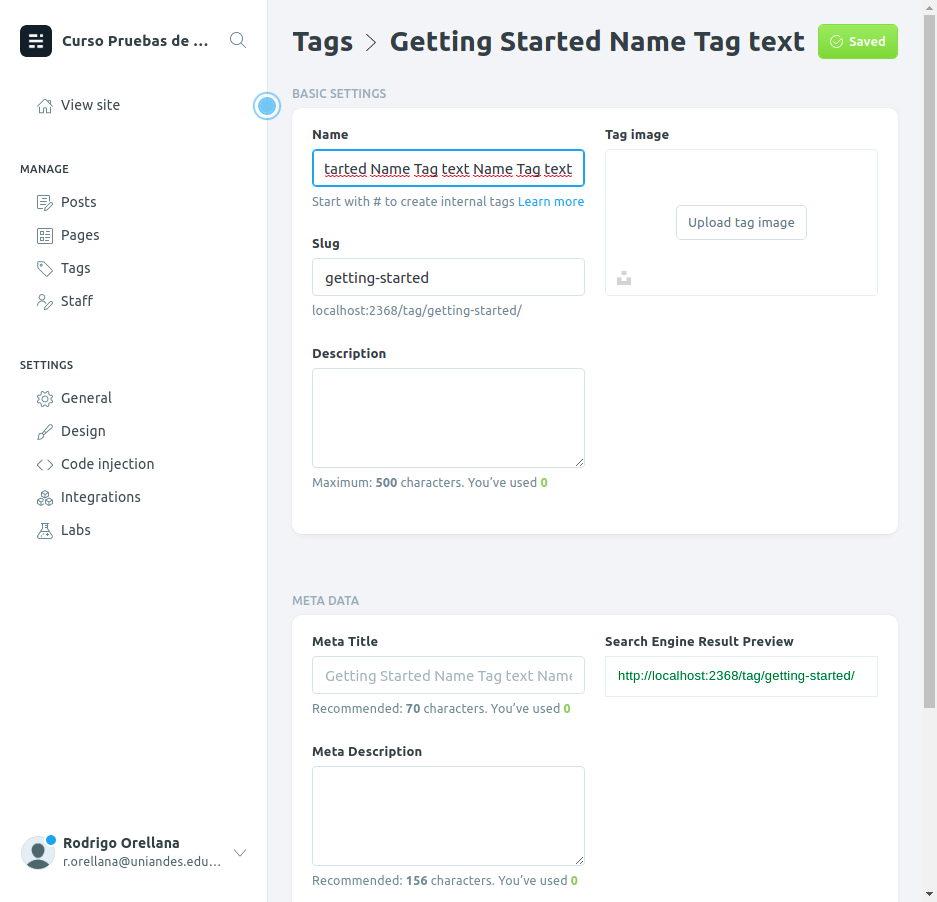 Curso Pruebas de ...
View site
MANAGE
Posts
Pages
Tags
Staff
SETTINGS
General
Design
Code injection
Integrations
Labs
Rodrigo Orellana
r.orellana@uniandes.edu...
Tags > Getting Started Name Tag text
Saved
BASIC SETTINGS
Name
tarted Name Tag text Name Tag text
Start with # to create internal tags Learn more
Slug
getting-started
localhost:2368/tag/getting-started/
Description
Maximum: 500 characters. You’ve used 0
Tag image
Upload tag image
META DATA
Meta Title
Getting Started Name Tag text Name
Recommended: 70 characters. You’ve used 0
Meta Description
Recommended: 156 characters. You’ve used 0
Search Engine Result Preview
http://localhost:2368/tag/getting-started/